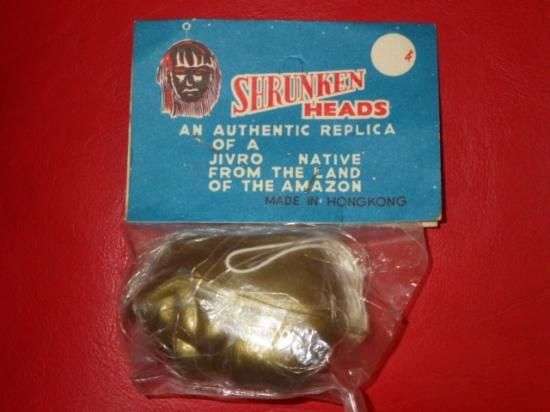 SHRUNKEN
HEADS
AN AUTHENTIC REPLICA
OF A
JIVRO NATIVE
FROM THE LAND
OF THE AMAZON
MADE IN HONGKONG